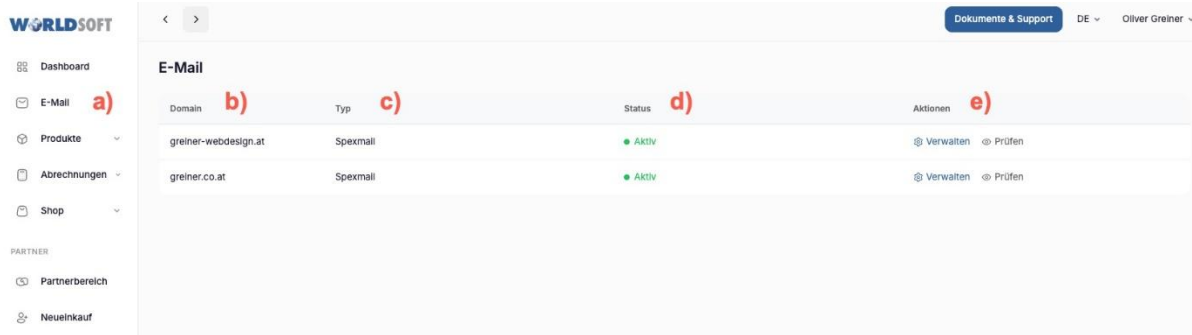 WORLDSOFT
Dokumente & Support DE Oliver Greiner
Dashboard
E-Mail a)
Produkte
Abrechnungen
Shop
PARTNER
Partnerbereich
Neueinkauf
E-Mail
Domain b) Typ c) Status d) Aktionen e)
greiner-webdesign.at Spexmail Aktiv Verwalten Prüfen
greiner.co.at Spexmail Aktiv Verwalten Prüfen